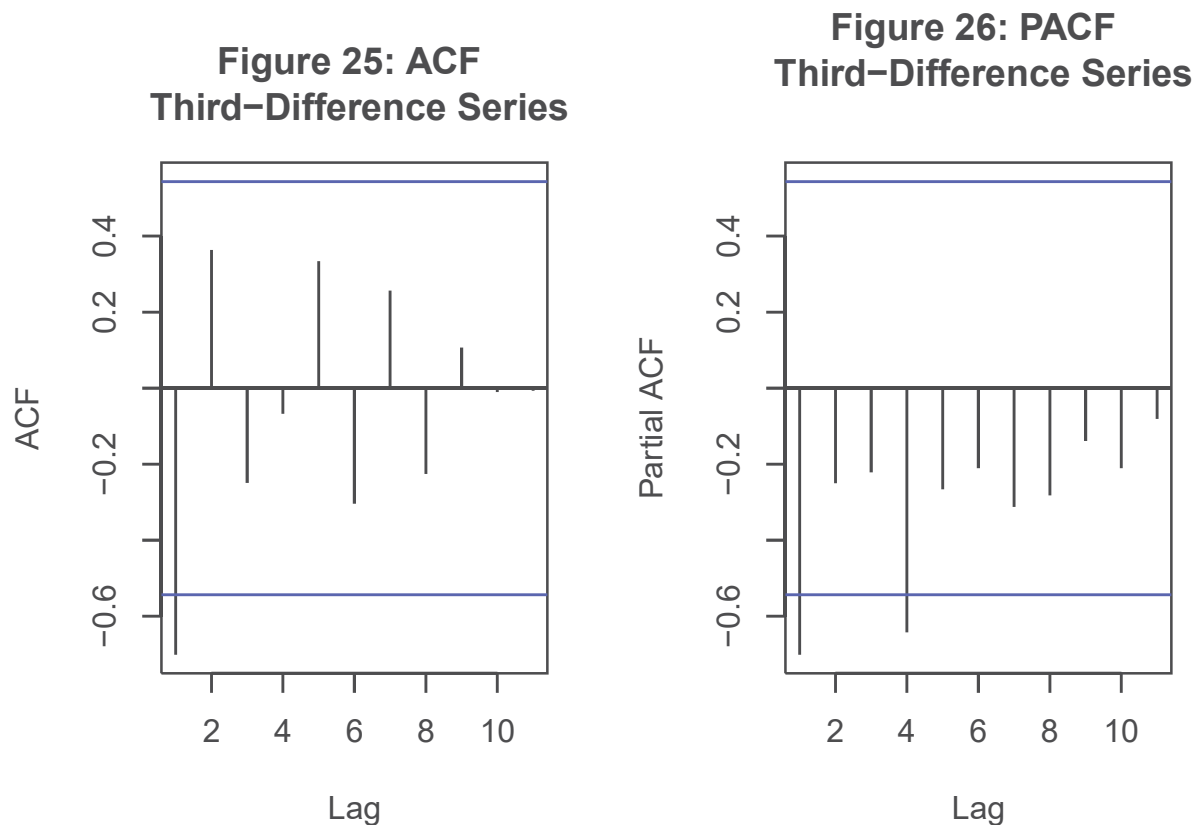 Figure 25: ACF
Third−Difference Series
ACF
0.4
0.2
−0.2
−0.6
2 4 6 8 10
Lag
Figure 26: PACF
Third−Difference Series
Partial ACF
0.4
0.2
−0.2
−0.6
2 4 6 8 10
Lag